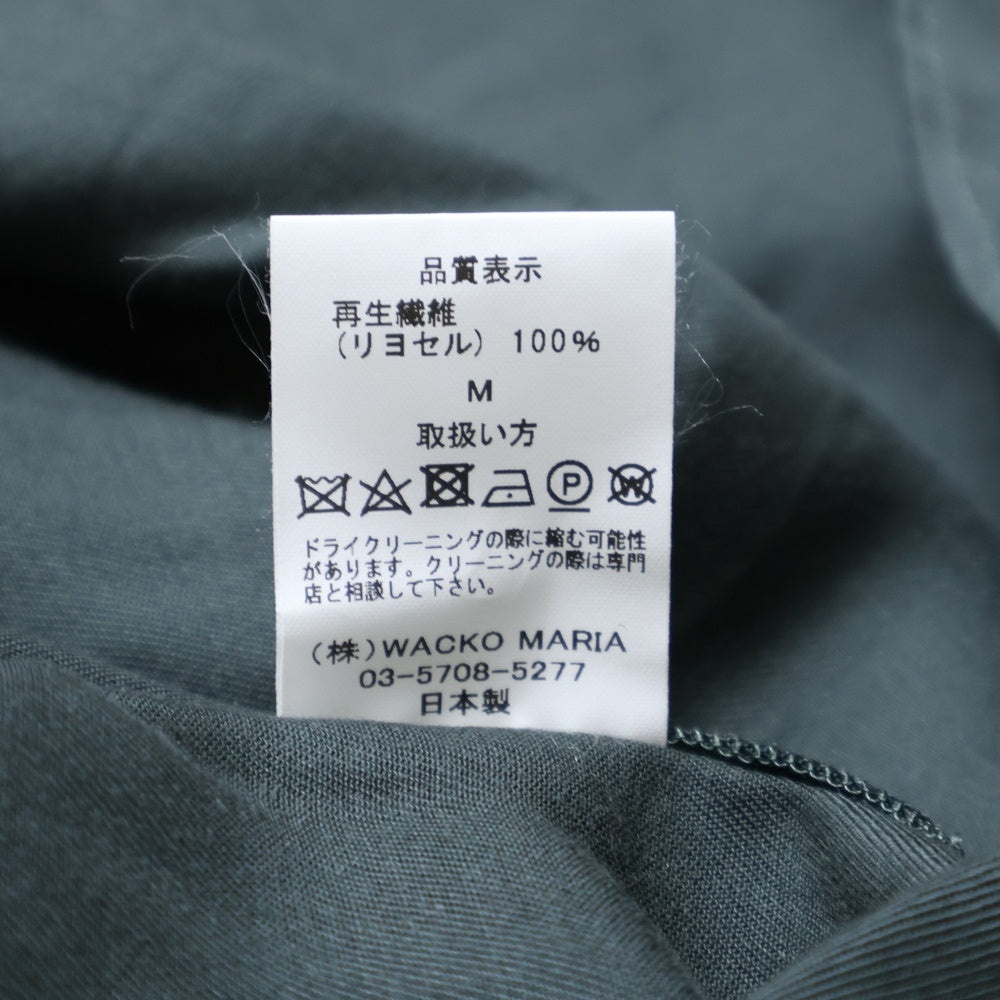 品質表示
再生繊維
(リヨセル) 100%
M
取扱い方
P
W
ドライクリーニングの際に縮む可能性
があります。クリーニングの際は専門
店と相談して下さい。
(株)WACKO MARIA
03-5708-5277
日本製